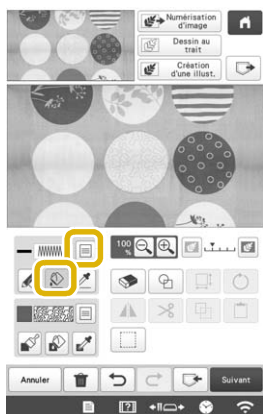 Numérisation
d'image
Dessin au
trait
Création
d'une illust.
100
%
Annuler
Suivant